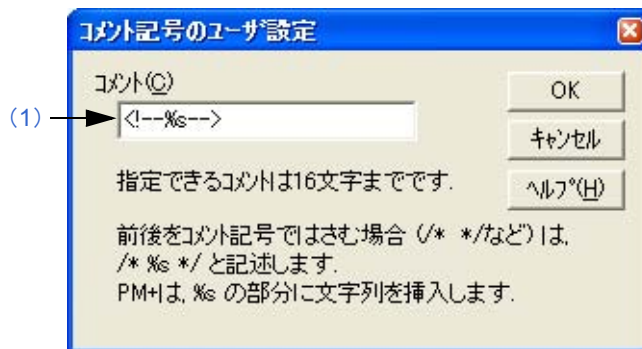 コメント記号のユーザ設定
コメント(C)
(1)
<!--%s-->
OK
キャンセル
ヘルプ(H)
指定できるコメントは16文字までです.
前後をコメント記号ではさむ場合 (/* */など) は,
/* %s */ と記述します.
PM+は, %s の部分に文字列を挿入します.